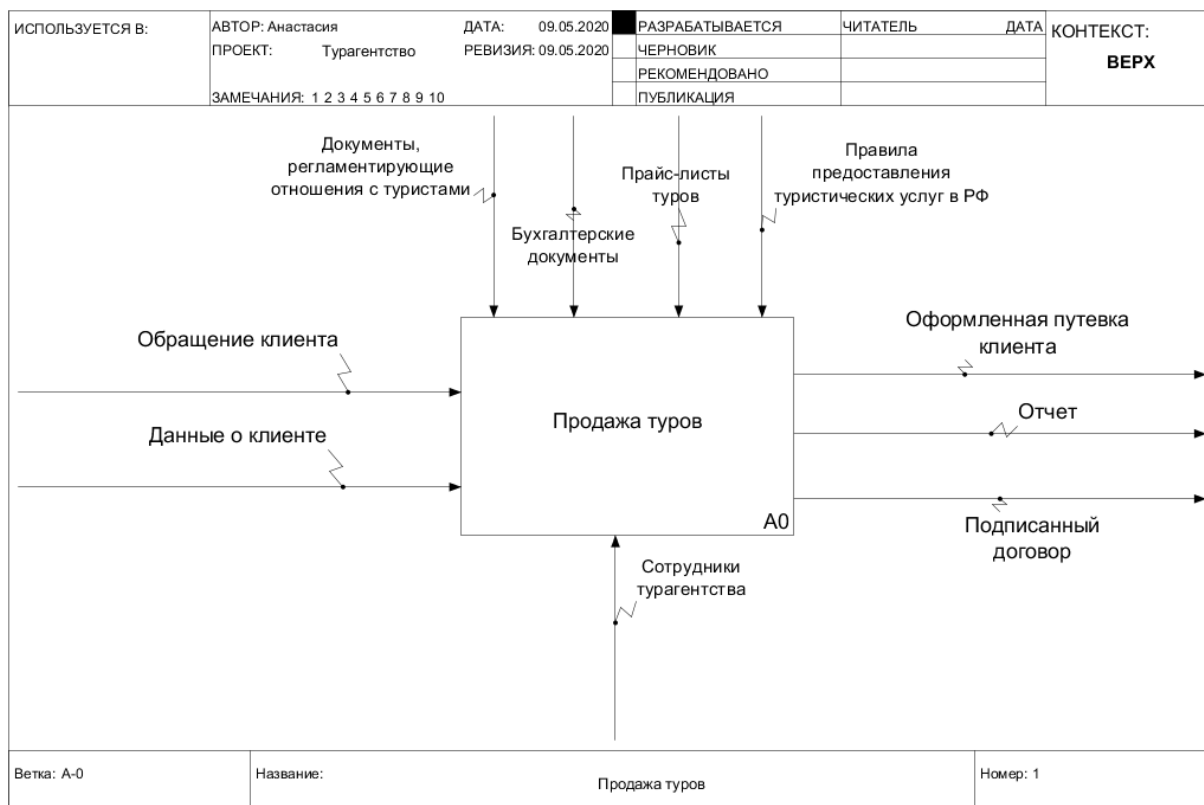 ИСПОЛЬЗУЕТСЯ В:
АВТОР: Анастасия
ДАТА: 09.05.2020
ПРОЕКТ: Турагентство
РЕВИЗИЯ: 09.05.2020
ЗАМЕЧАНИЯ: 1 2 3 4 5 6 7 8 9 10
РАЗРАБАТЫВАЕТСЯ
ЧЕРНОВИК
РЕКОМЕНДОВАНО
ПУБЛИКАЦИЯ
ЧИТАТЕЛЬ
ДАТА
КОНТЕКСТ:
ВЕРХ
Документы,
регламентирующие
отношения с туристами
Бухгалтерские
документы
Прайс-листы
туров
Правила
предоставления
туристических услуг в РФ
Обращение клиента
Данные о клиенте
Продажа туров
A0
Оформленная путевка
клиента
Отчет
Подписанный
договор
Сотрудники
турагентства
Ветка: A-0
Название:
Продажа туров
Номер: 1